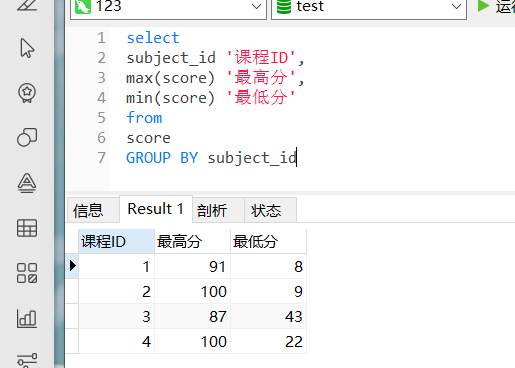 123 test 运行
1 select
2 subject_id '课程ID',
3 max(score) '最高分',
4 min(score) '最低分'
5 from
6 score
7 GROUP BY subject_id
信息 Result 1 剖析 状态
课程ID 最高分 最低分
1 91 8
2 100 9
3 87 43
4 100 22